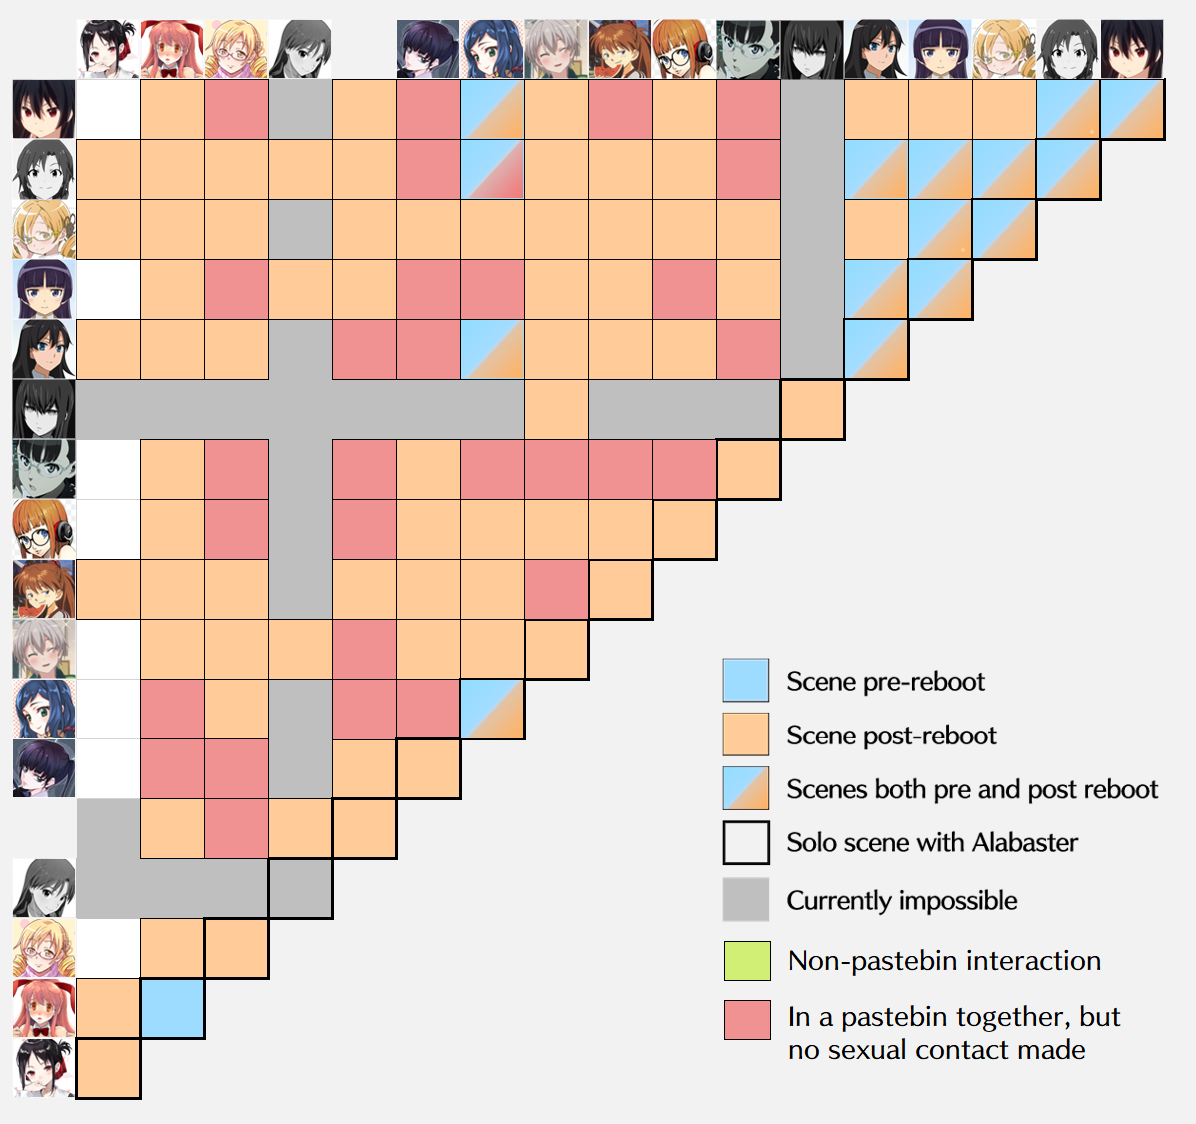 Scene pre-reboot
Scene post-reboot
Scenes both pre and post reboot
Solo scene with Alabaster
Currently impossible
Non-pastebin interaction
In a pastebin together, but
no sexual contact made